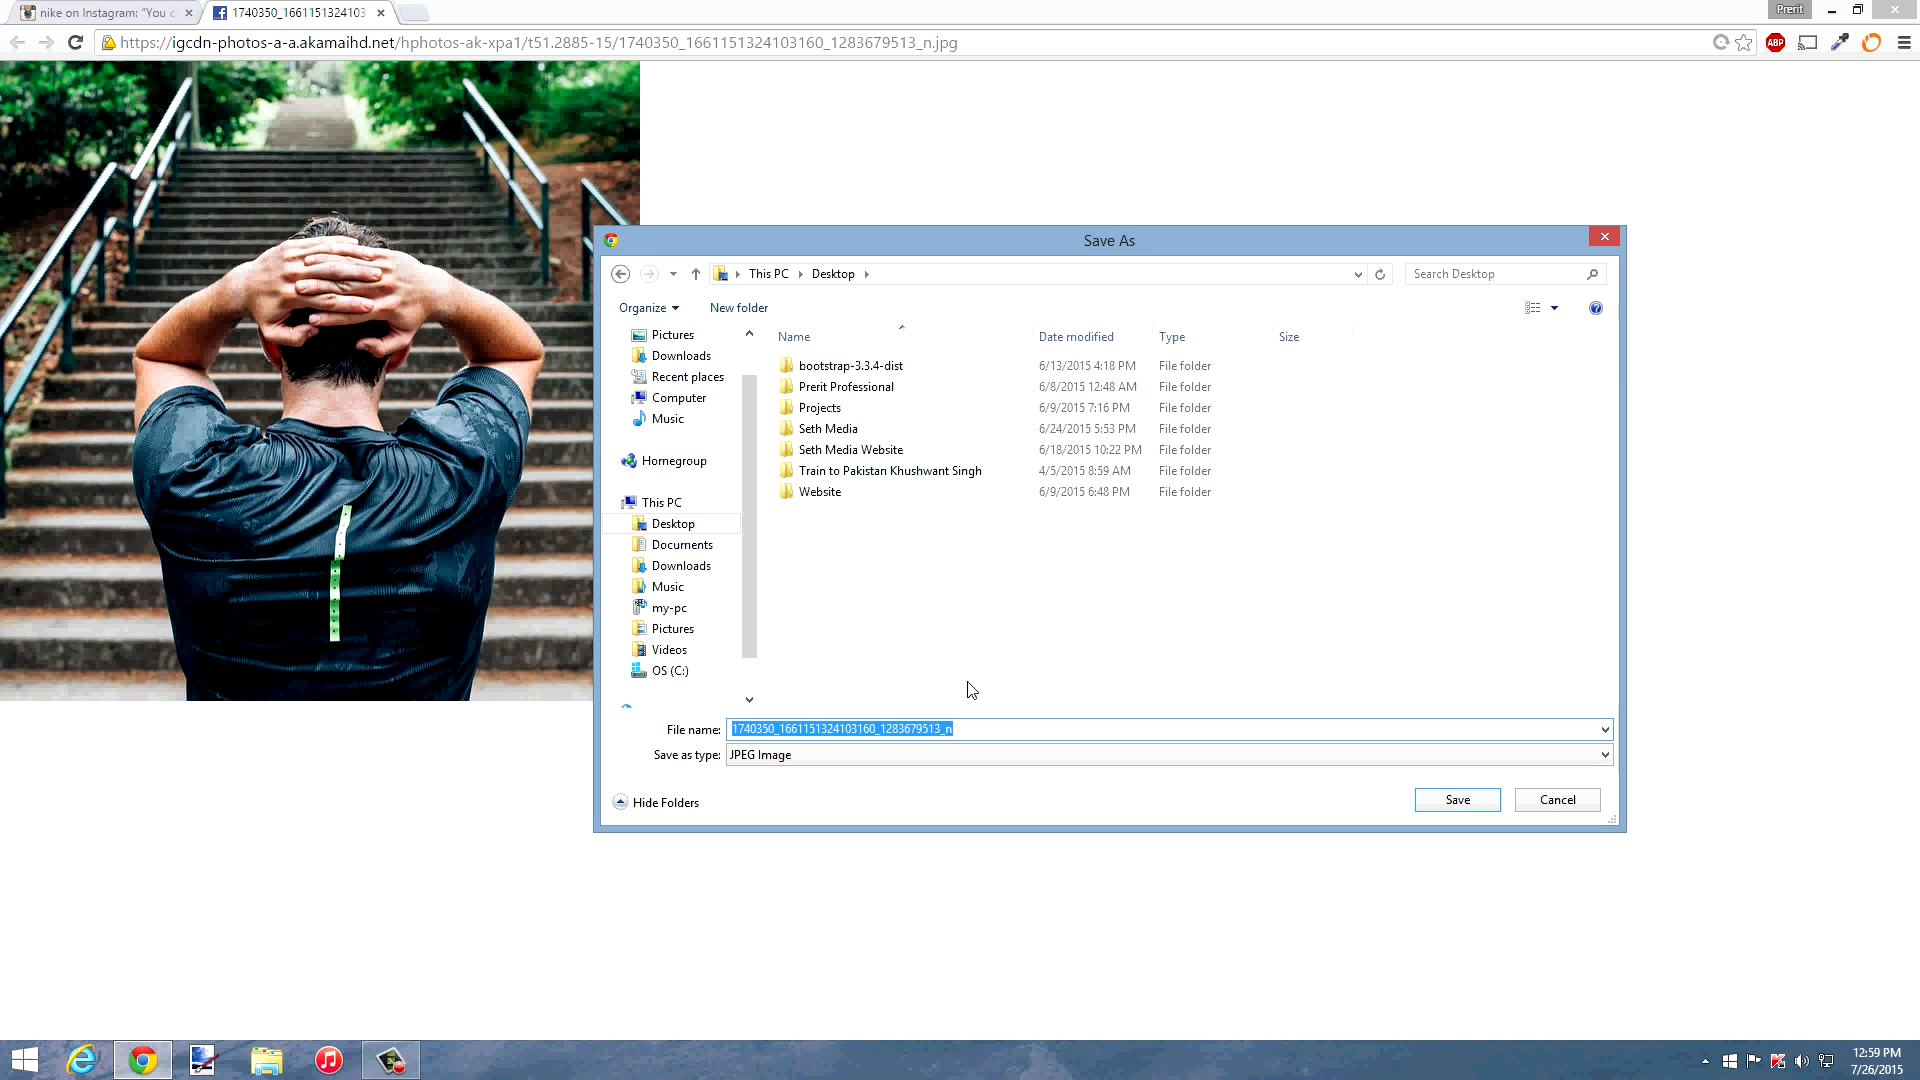 nike on Instagram: "You c
1740350_1661151324103
Prerit
https://igcdn-photos-a-a.akamaihd.net/hphotos-ak-xpa1/t51.2885-15/1740350_1661151324103160_1283679513_n.jpg
ABP
Save As
This PC Desktop
Search Desktop
Organize New folder
Pictures
Downloads
Recent places
Computer
Music
Homegroup
This PC
Desktop
Documents
Downloads
Music
my-pc
Pictures
Videos
OS (C:)
Name Date modified Type Size
bootstrap-3.3.4-dist 6/13/2015 4:18 PM File folder
Prerit Professional 6/8/2015 12:48 AM File folder
Projects 6/9/2015 7:16 PM File folder
Seth Media 6/24/2015 5:53 PM File folder
Seth Media Website 6/18/2015 10:22 PM File folder
Train to Pakistan Khushwant Singh 4/5/2015 8:59 AM File folder
Website 6/9/2015 6:48 PM File folder
File name: 1740350_1661151324103160_1283679513_n
Save as type: JPEG Image
Hide Folders
Save Cancel
12:59 PM
7/26/2015